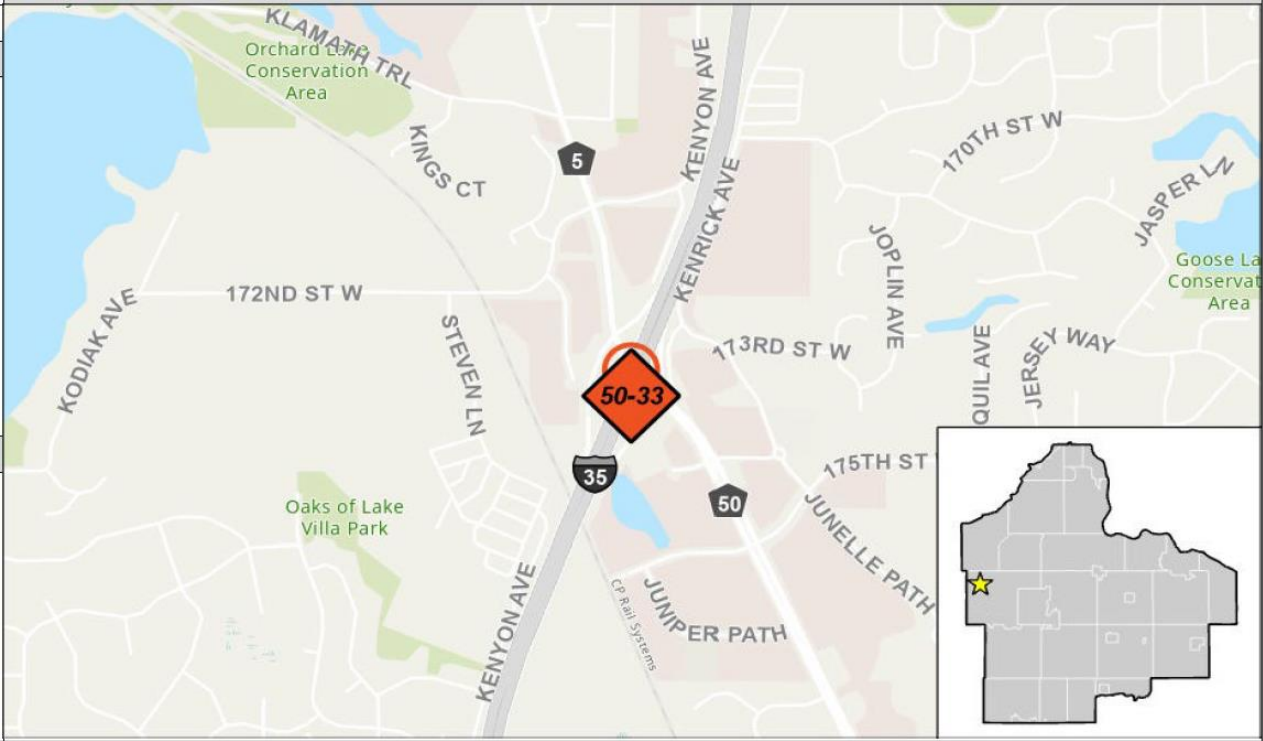 KLAMATH TRL
Orchard Lake
Conservation
Area
KENYON AVE
KINGS CT
5
170TH ST W
KENRICK AVE
JASPER LN
JOPLIN AVE
Goose La
Conservat
Area
172ND ST W
KODIAK AVE
STEVEN LN
173RD ST W
QUIL AVE
JERSEY WAY
50-33
35
175TH ST
50
Oaks of Lake
Villa Park
JUNELLE PATH
KENYON AVE
CP Rail Systems
JUNIPER PATH